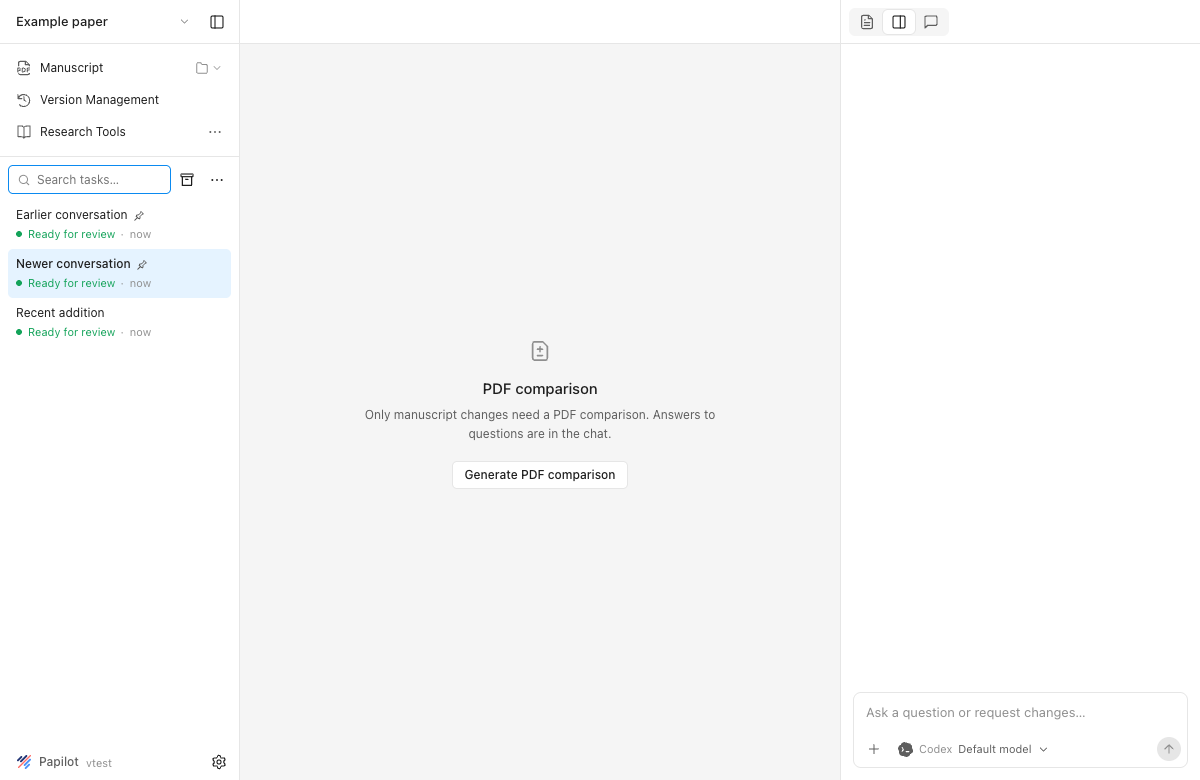 Example paper
PDF
Manuscript
Version Management
Research Tools
Search tasks...
Earlier conversation
Ready for review · now
Newer conversation
Ready for review · now
Recent addition
Ready for review · now
PDF comparison
Only manuscript changes need a PDF comparison. Answers to
questions are in the chat.
Generate PDF comparison
Ask a question or request changes...
Codex Default model
Papilot vtest